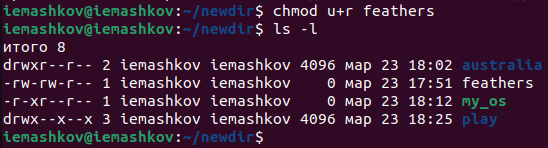 iemashkov@iemashkov:~/newdir$ chmod u+r feathers
iemashkov@iemashkov:~/newdir$ ls -l
итого 8
drwxr--r-- 2 iemashkov iemashkov 4096 мар 23 18:02 australia
-rw-rw-r-- 1 iemashkov iemashkov    0 мар 23 17:51 feathers
-r-xr--r-- 1 iemashkov iemashkov    0 мар 23 18:12 my_os
drwx--x--x 3 iemashkov iemashkov 4096 мар 23 18:25 play
iemashkov@iemashkov:~/newdir$